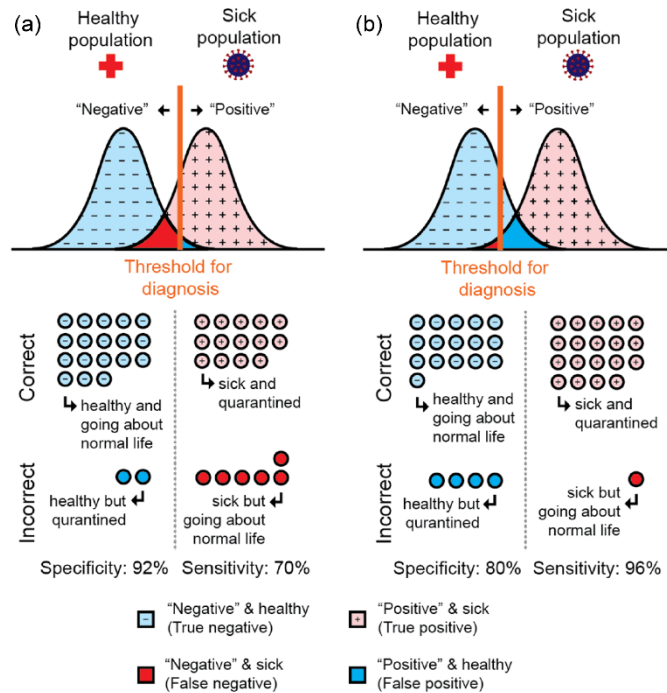 (a)
Healthy
population
Sick
population
"Negative"
"Positive"
Threshold for
diagnosis
Correct
healthy and
going about
normal life
sick and
quarantined
Incorrect
healthy but
qurantined
sick but
going about
normal life
Specificity: 92%
Sensitivity: 70%
(b)
Healthy
population
Sick
population
"Negative"
"Positive"
Threshold for
diagnosis
Correct
healthy and
going about
normal life
sick and
quarantined
Incorrect
healthy but
qurantined
sick but
going about
normal life
Specificity: 80%
Sensitivity: 96%
"Negative" & healthy
(True negative)
"Positive" & sick
(True positive)
"Negative" & sick
(False negative)
"Positive" & healthy
(False positive)